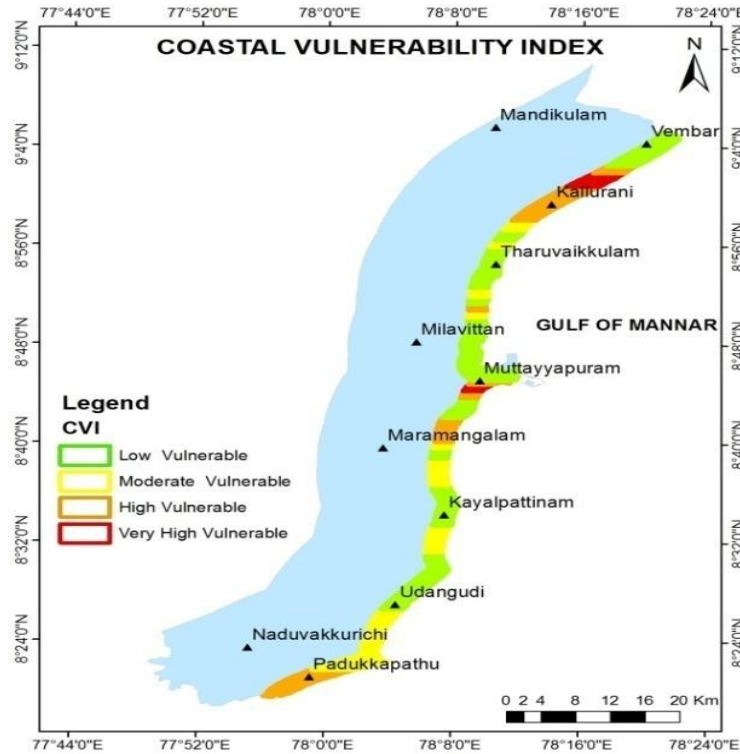 77°44'0"E 77°52'0"E 78°0'0"E 78°8'0"E 78°16'0"E 78°24'0"E
COASTAL VULNERABILITY INDEX
N
9°12'0"N 9°12'0"N
Mandikulam
Vembar
9°4'0"N 9°4'0"N
Kallurani
8°56'0"N 8°56'0"N
Tharuvaikkulam
Milavittan
GULF OF MANNAR
8°48'0"N 8°48'0"N
Muttayyapuram
Legend
CVI
Low Vulnerable
Moderate Vulnerable
High Vulnerable
Very High Vulnerable
Maramangalam
8°40'0"N 8°40'0"N
Kayalpattinam
8°32'0"N 8°32'0"N
Udangudi
Naduvakkurichi
8°24'0"N 8°24'0"N
Padukkapathu
0 2 4 8 12 16 20 Km
77°44'0"E 77°52'0"E 78°0'0"E 78°8'0"E 78°16'0"E 78°24'0"E